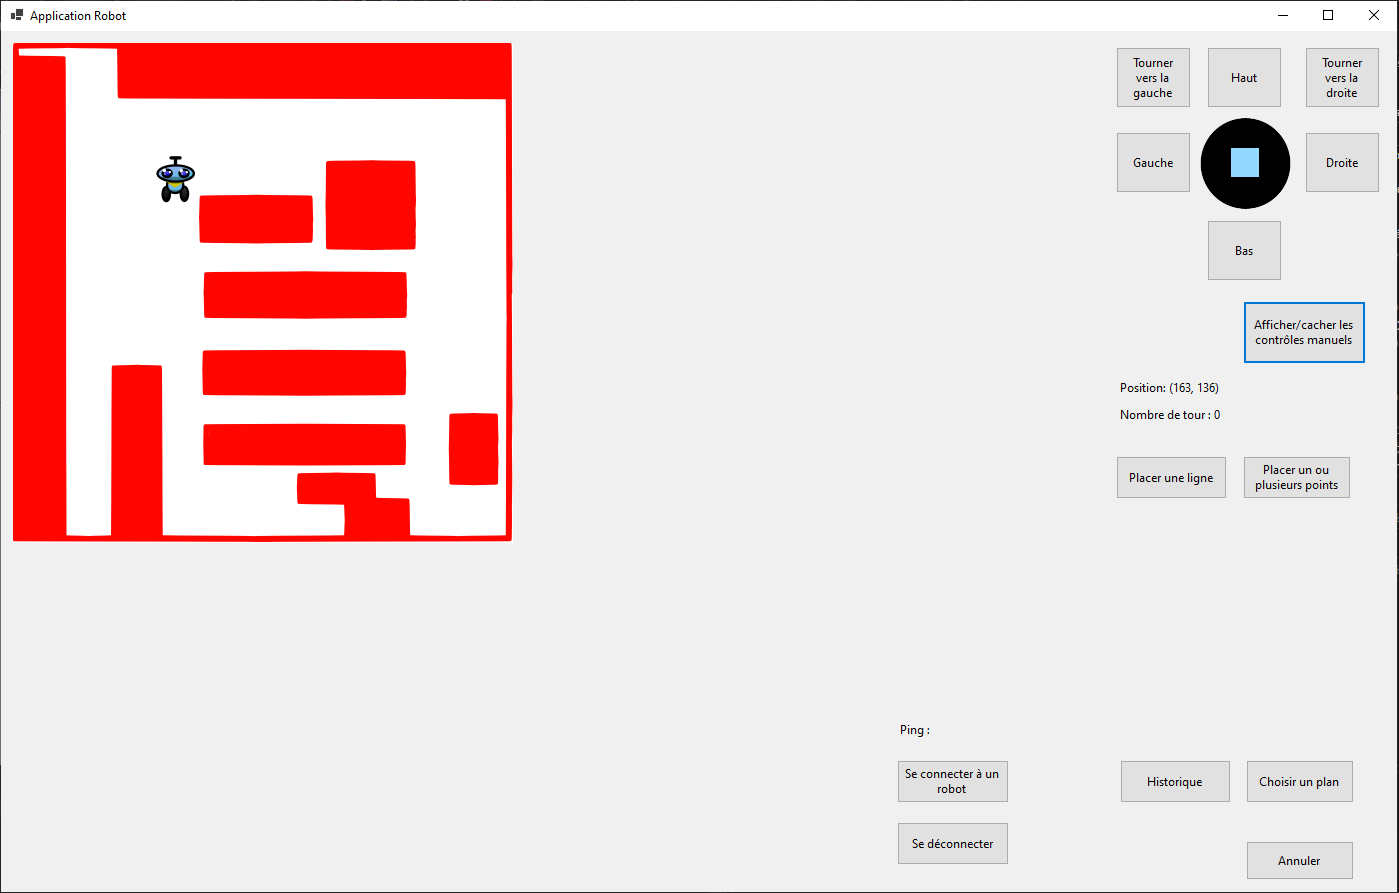 Application Robot
Tourner
vers la
gauche
Haut
Tourner
vers la
droite
Gauche
Droite
Bas
Afficher/cacher les
contrôles manuels
Position: (163, 136)
Nombre de tour : 0
Placer une ligne
Placer un ou
plusieurs points
Ping :
Se connecter à un
robot
Historique
Choisir un plan
Se déconnecter
Annuler